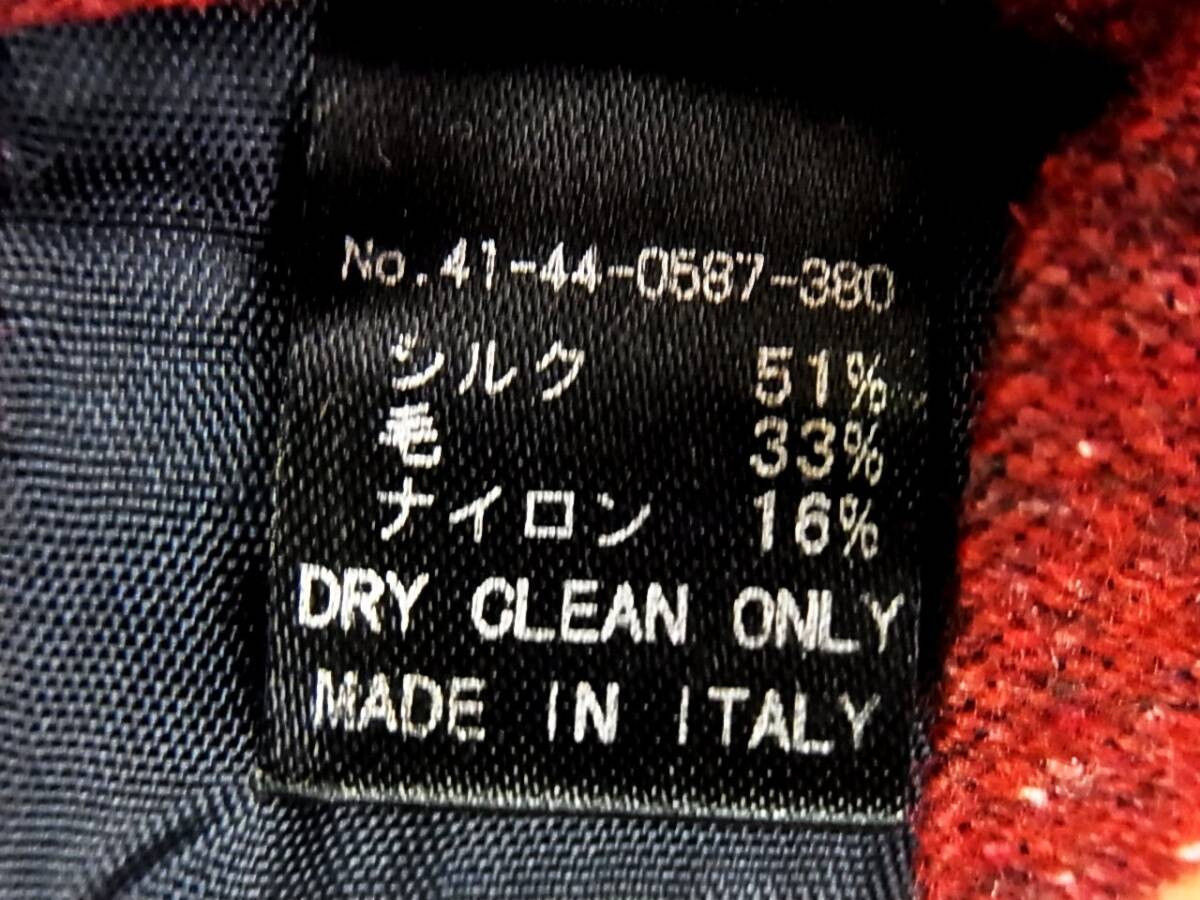 No.41-44-0587-380
シルク 51%
毛 33%
ナイロン 16%
DRY CLEAN ONLY
MADE IN ITALY